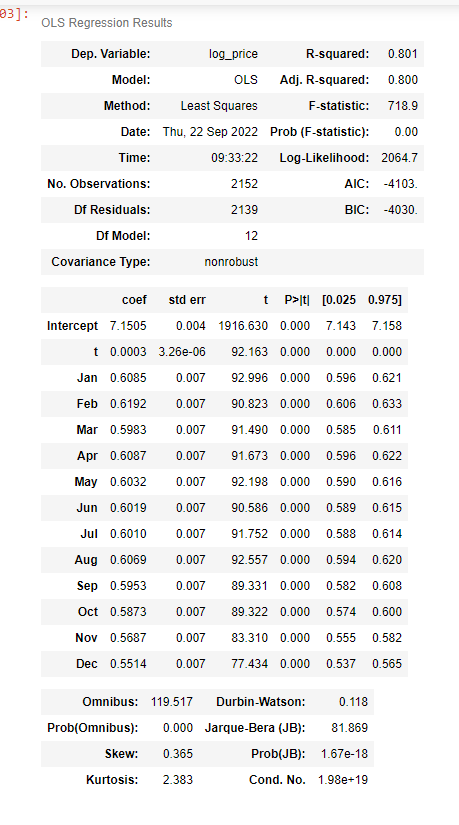 03]:
OLS Regression Results
Dep. Variable: log_price R-squared: 0.801
Model: OLS Adj. R-squared: 0.800
Method: Least Squares F-statistic: 718.9
Date: Thu, 22 Sep 2022 Prob (F-statistic): 0.00
Time: 09:33:22 Log-Likelihood: 2064.7
No. Observations: 2152 AIC: -4103.
Df Residuals: 2139 BIC: -4030.
Df Model: 12
Covariance Type: nonrobust
coef std err t P>|t| [0.025 0.975]
Intercept 7.1505 0.004 1916.630 0.000 7.143 7.158
t 0.0003 3.26e-06 92.163 0.000 0.000 0.000
Jan 0.6085 0.007 92.996 0.000 0.596 0.621
Feb 0.6192 0.007 90.823 0.000 0.606 0.633
Mar 0.5983 0.007 91.490 0.000 0.585 0.611
Apr 0.6087 0.007 91.673 0.000 0.596 0.622
May 0.6032 0.007 92.198 0.000 0.590 0.616
Jun 0.6019 0.007 90.586 0.000 0.589 0.615
Jul 0.6010 0.007 91.752 0.000 0.588 0.614
Aug 0.6069 0.007 92.557 0.000 0.594 0.620
Sep 0.5953 0.007 89.331 0.000 0.582 0.608
Oct 0.5873 0.007 89.322 0.000 0.574 0.600
Nov 0.5687 0.007 83.310 0.000 0.555 0.582
Dec 0.5514 0.007 77.434 0.000 0.537 0.565
Omnibus: 119.517 Durbin-Watson: 0.118
Prob(Omnibus): 0.000 Jarque-Bera (JB): 81.869
Skew: 0.365 Prob(JB): 1.67e-18
Kurtosis: 2.383 Cond. No. 1.98e+19